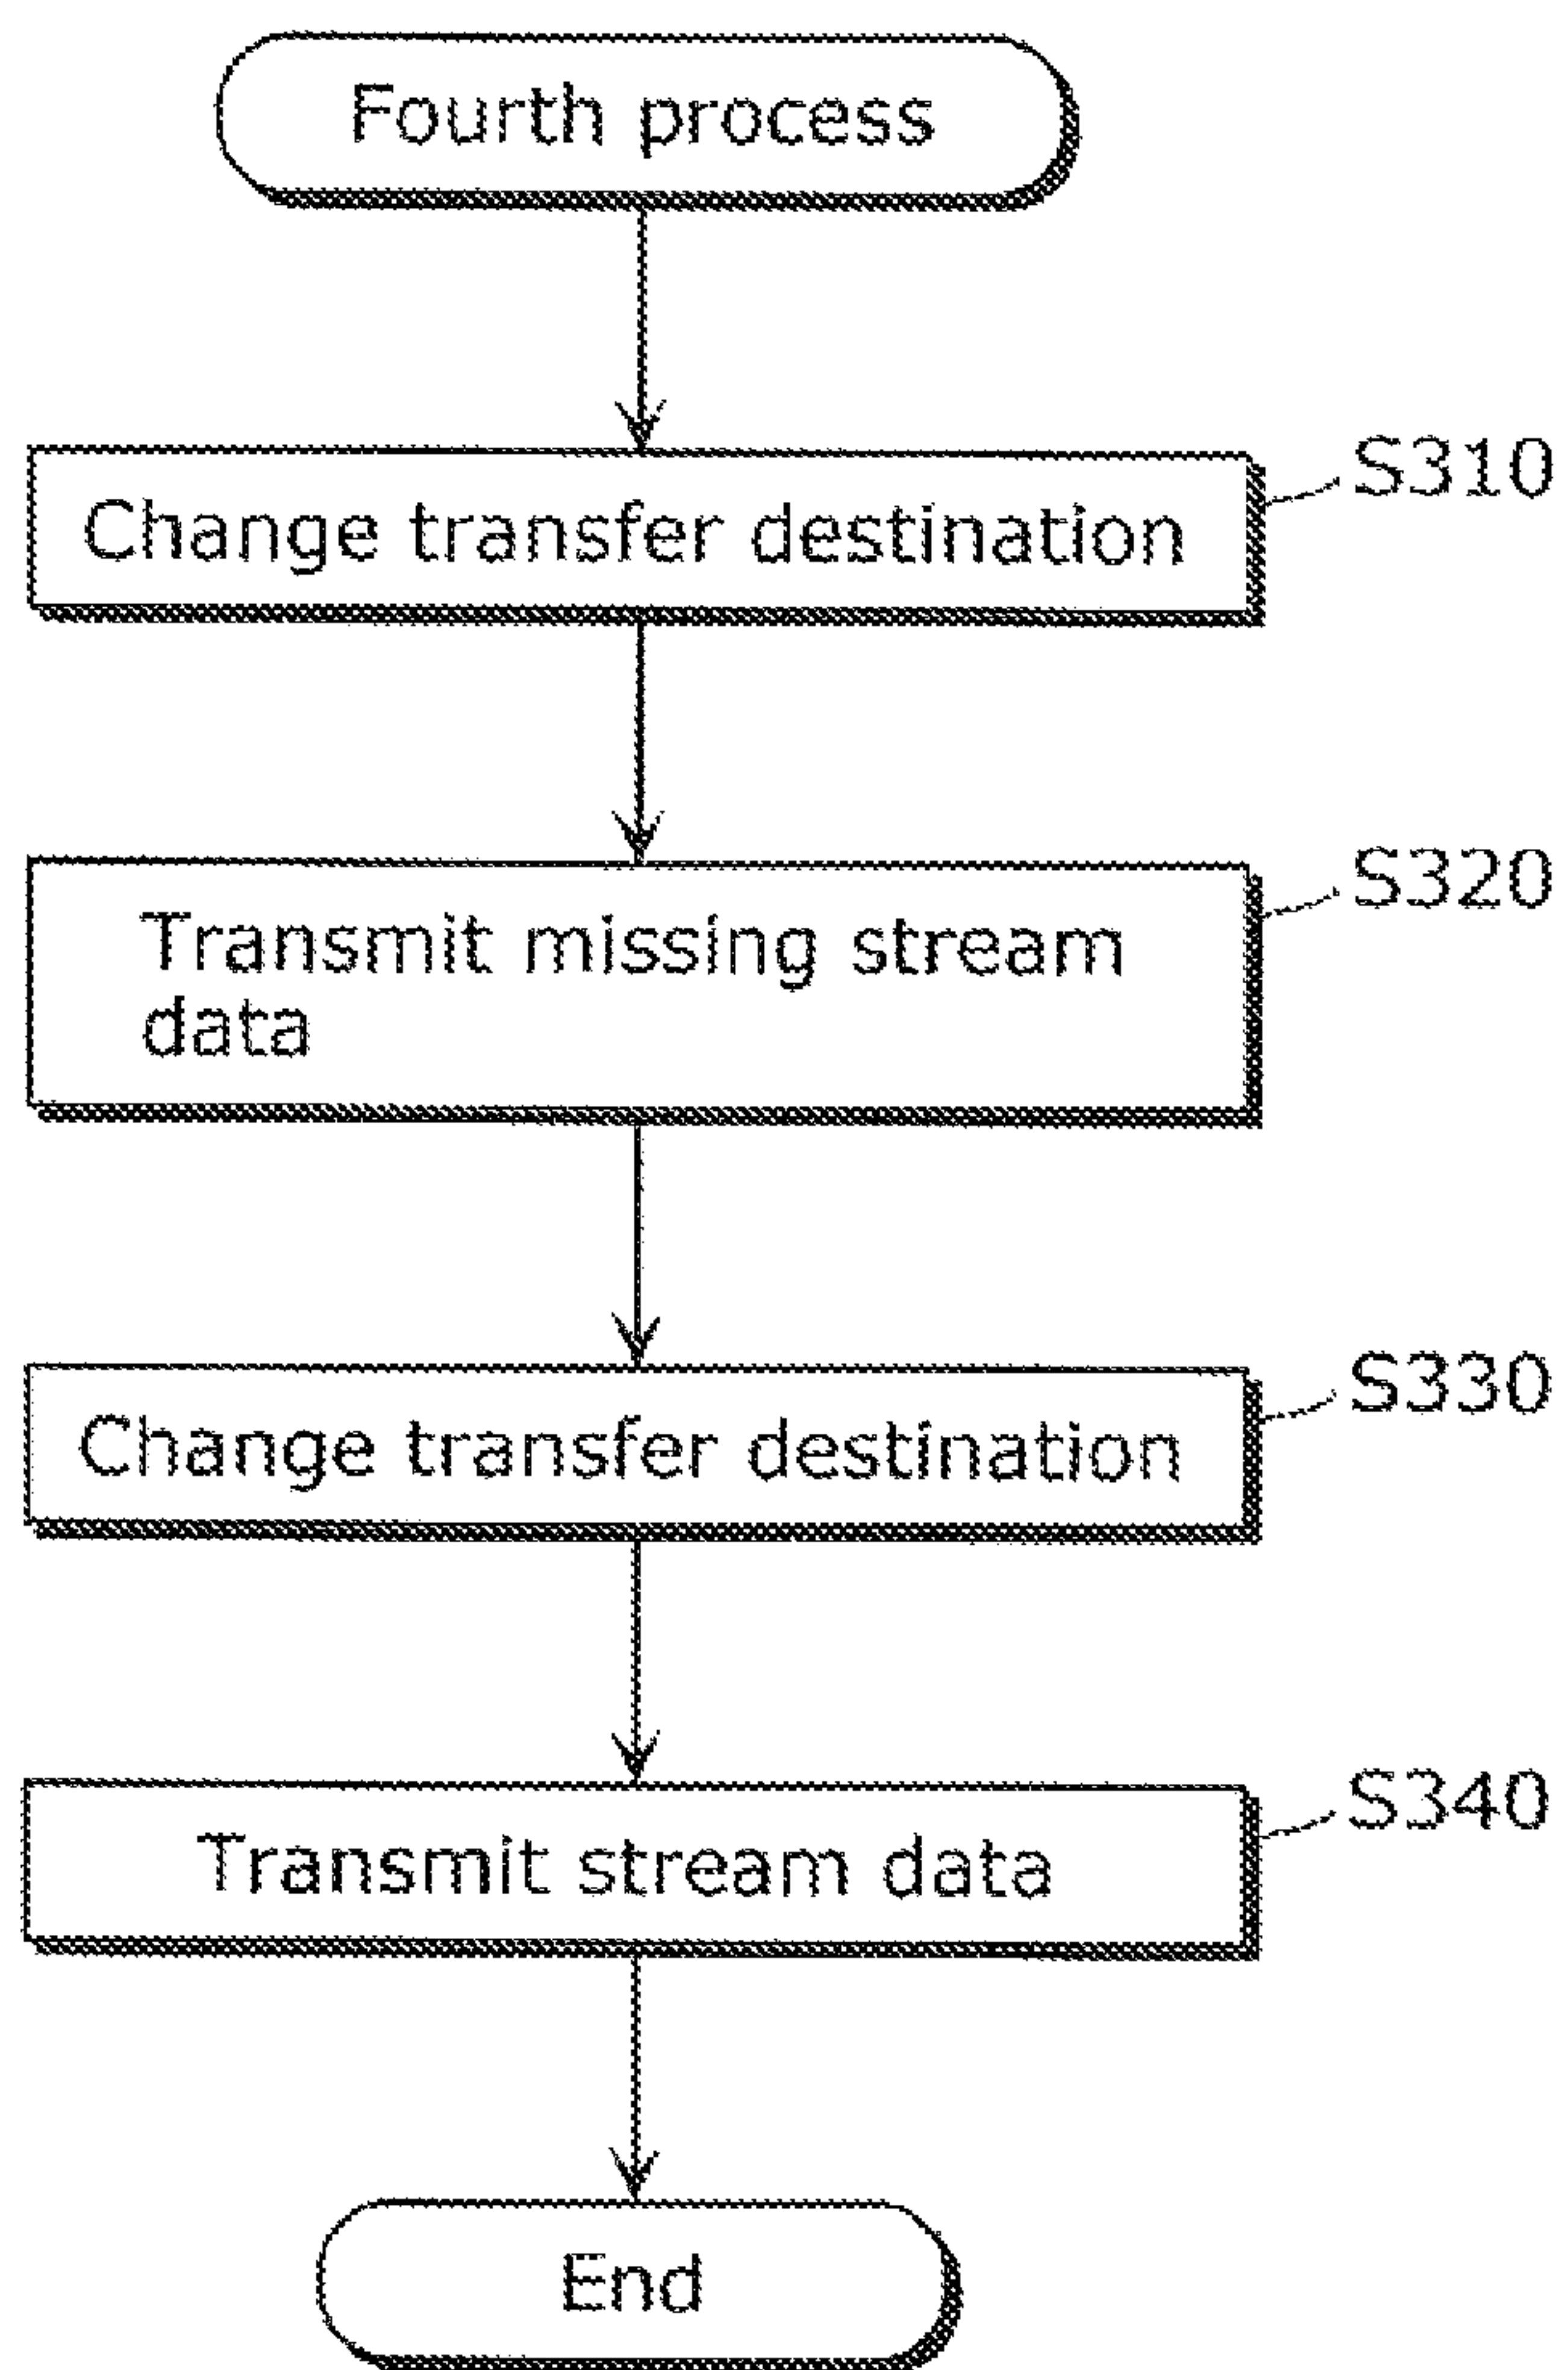 Fourth process
Change transfer destination
S310
Transmit missing stream
data
S320
Change transfer destination
S330
Transmit stream data
S340
End